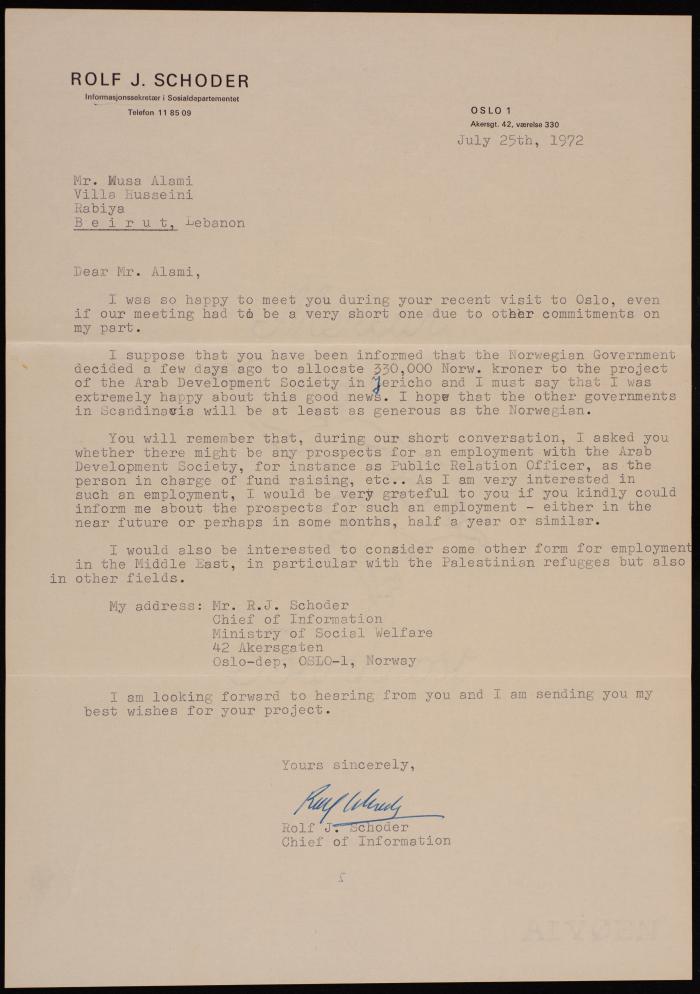 ROLF J. SCHODER
Informasjonssekretær i Sosialdepartementet
Telefon 11 85 09
OSLO 1
Akersgt. 42, værelse 330
July 25th, 1972
Mr. Musa Alami
Villa Husseini
Rabiya
B e i r u t, Lebanon
Dear Mr. Alami,
I was so happy to meet you during your recent visit to Oslo, even
if our meeting had to be a very short one due to other commitments on
my part.
I suppose that you have been informed that the Norwegian Government
decided a few days ago to allocate 330,000 Norw. kroner to the project
of the Arab Development Society in Jericho and I must say that I was
extremely happy about this good news. I hope that the other governments
in Scandinavia will be at least as generous as the Norwegian.
You will remember that, during our short conversation, I asked you
whether there might be any prospects for an employment with the Arab
Development Society, for instance as Public Relation Officer, as the
person in charge of fund raising, etc.. As I am very interested in
such an employment, I would be very grateful to you if you kindly could
inform me about the prospects for such an employment - either in the
near future or perhaps in some months, half a year or similar.
I would also be interested to consider some other form for employment
in the Middle East, in particular with the Palestinian refugges but also
in other fields.
My address: Mr. R.J. Schoder
Chief of Information
Ministry of Social Welfare
42 Akersgaten
Oslo-dep, OSLO-1, Norway
I am looking forward to hearing from you and I am sending you my
best wishes for your project.
Yours sincerely,
Rolf J. Schoder
Chief of Information